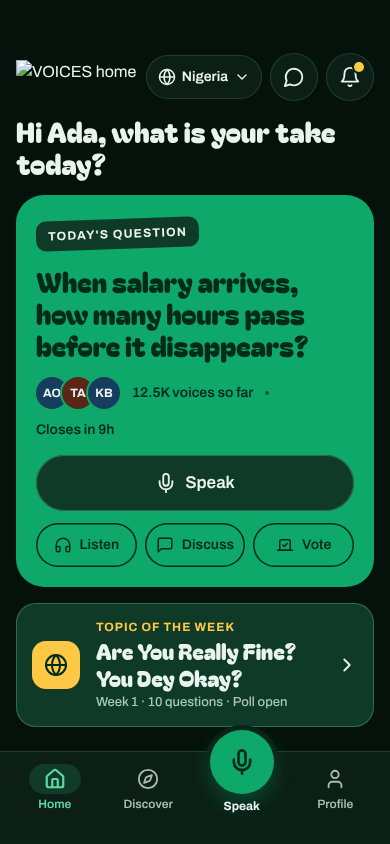 VOICES home
Nigeria
Hi Ada, what is your take
today?
TODAY'S QUESTION
When salary arrives,
how many hours pass
before it disappears?
AO TA KB 12.5K voices so far •
Closes in 9h
Speak
Listen Discuss Vote
TOPIC OF THE WEEK
Are You Really Fine?
You Dey Okay?
Week 1 · 10 questions · Poll open
Home Discover Speak Profile